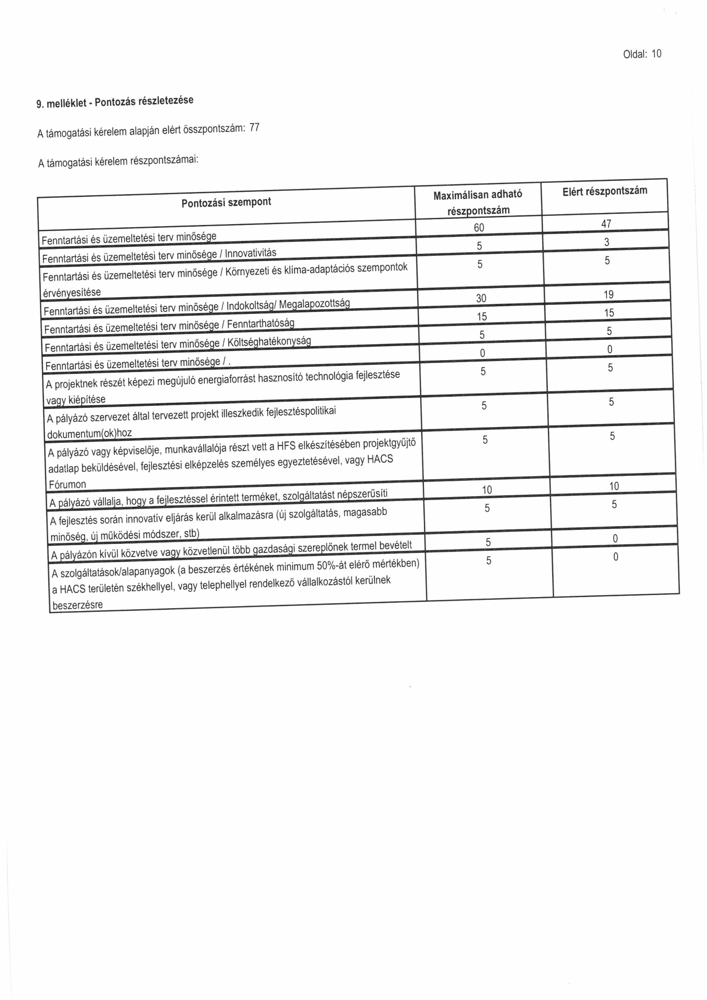 Oldal: 10
9. melléklet - Pontozás részletezése
A támogatási kérelem alapján elért összpontszám: 77
A támogatási kérelem részpontszámai:
Pontozási szempont Maximálisan adható Elért részpontszám
részpontszám
Fenntartási és üzemeltetési terv minősége 60 47
Fenntartási és üzemeltetési terv minősége / Innovativitás 5 3
Fenntartási és üzemeltetési terv minősége / Környezeti és klíma-adaptációs szempontok 5 5
érvényesítése
Fenntartási és üzemeltetési terv minősége / Indokoltság/ Megalapozottság 30 19
Fenntartási és üzemeltetési terv minősége / Fenntarthatóság 15 15
Fenntartási és üzemeltetési terv minősége / Költséghatékonyság 5 5
Fenntartási és üzemeltetési terv minősége / . 0 0
A projektnek részét képezi megújuló energiaforrást hasznosító technológia fejlesztése 5 5
vagy kiépítése
A pályázó szervezet által tervezett projekt illeszkedik fejlesztéspolitikai 5 5
dokumentum(ok)hoz
A pályázó vagy képviselője, munkavállalója részt vett a HFS elkészítésében projektgyűjtő 5 5
adatlap beküldésével, fejlesztési elképzelés személyes egyeztetésével, vagy HACS
Fórumon
A pályázó vállalja, hogy a fejlesztéssel érintett terméket, szolgáltatást népszerűsíti 10 10
A fejlesztés során innovatív eljárás kerül alkalmazásra (új szolgáltatás, magasabb 5 5
minőség, új működési módszer, stb)
A pályázón kívül közvetve vagy közvetlenül több gazdasági szereplőnek termel bevételt 5 0
A szolgáltatások/alapanyagok (a beszerzés értékének minimum 50%-át elérő mértékben) 5 0
a HACS területén székhellyel, vagy telephellyel rendelkező vállalkozástól kerülnek
beszerzésre